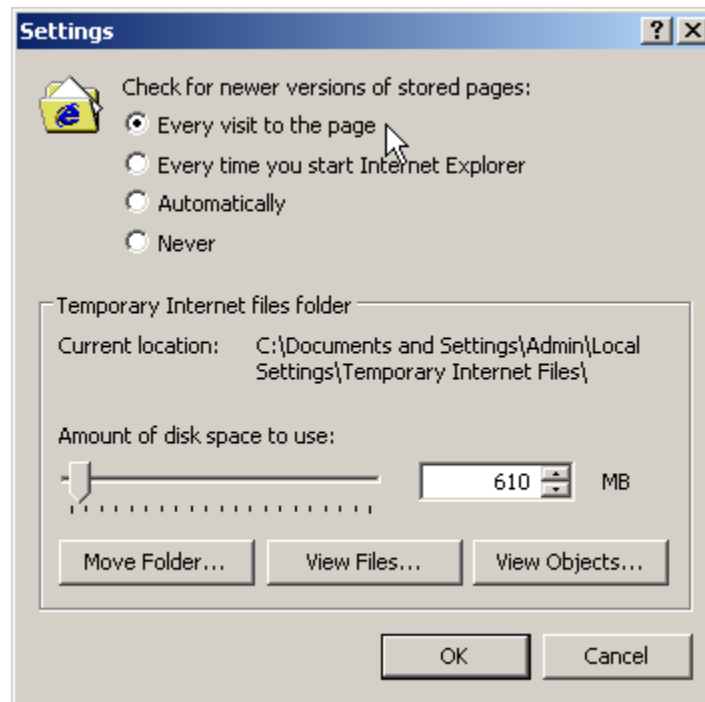 Settings
Check for newer versions of stored pages:
Every visit to the page
Every time you start Internet Explorer
Automatically
Never
Temporary Internet files folder
Current location: C:\Documents and Settings\Admin\Local
Settings\Temporary Internet Files\
Amount of disk space to use:
610 MB
Move Folder... View Files... View Objects...
OK Cancel